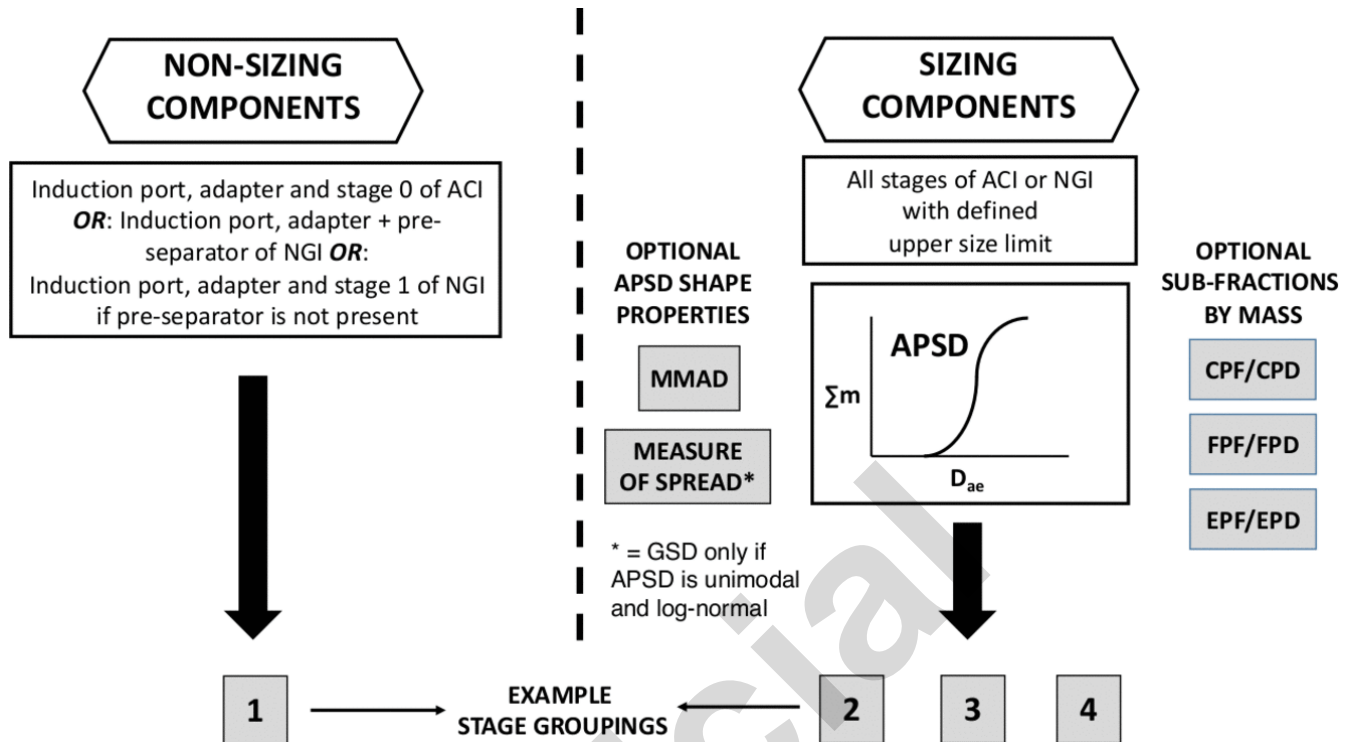 NON-SIZING
COMPONENTS
Induction port, adapter and stage 0 of ACI
OR: Induction port, adapter + pre-
separator of NGI OR:
Induction port, adapter and stage 1 of NGI
if pre-separator is not present
SIZING
COMPONENTS
All stages of ACI or NGI
with defined
upper size limit
OPTIONAL
APSD SHAPE
PROPERTIES
MMAD
MEASURE
OF SPREAD*
* = GSD only if
APSD is unimodal
and log-normal
APSD
∑m
Dae
OPTIONAL
SUB-FRACTIONS
BY MASS
CPF/CPD
FPF/FPD
EPF/EPD
1
EXAMPLE
STAGE GROUPINGS
2
3
4
cial